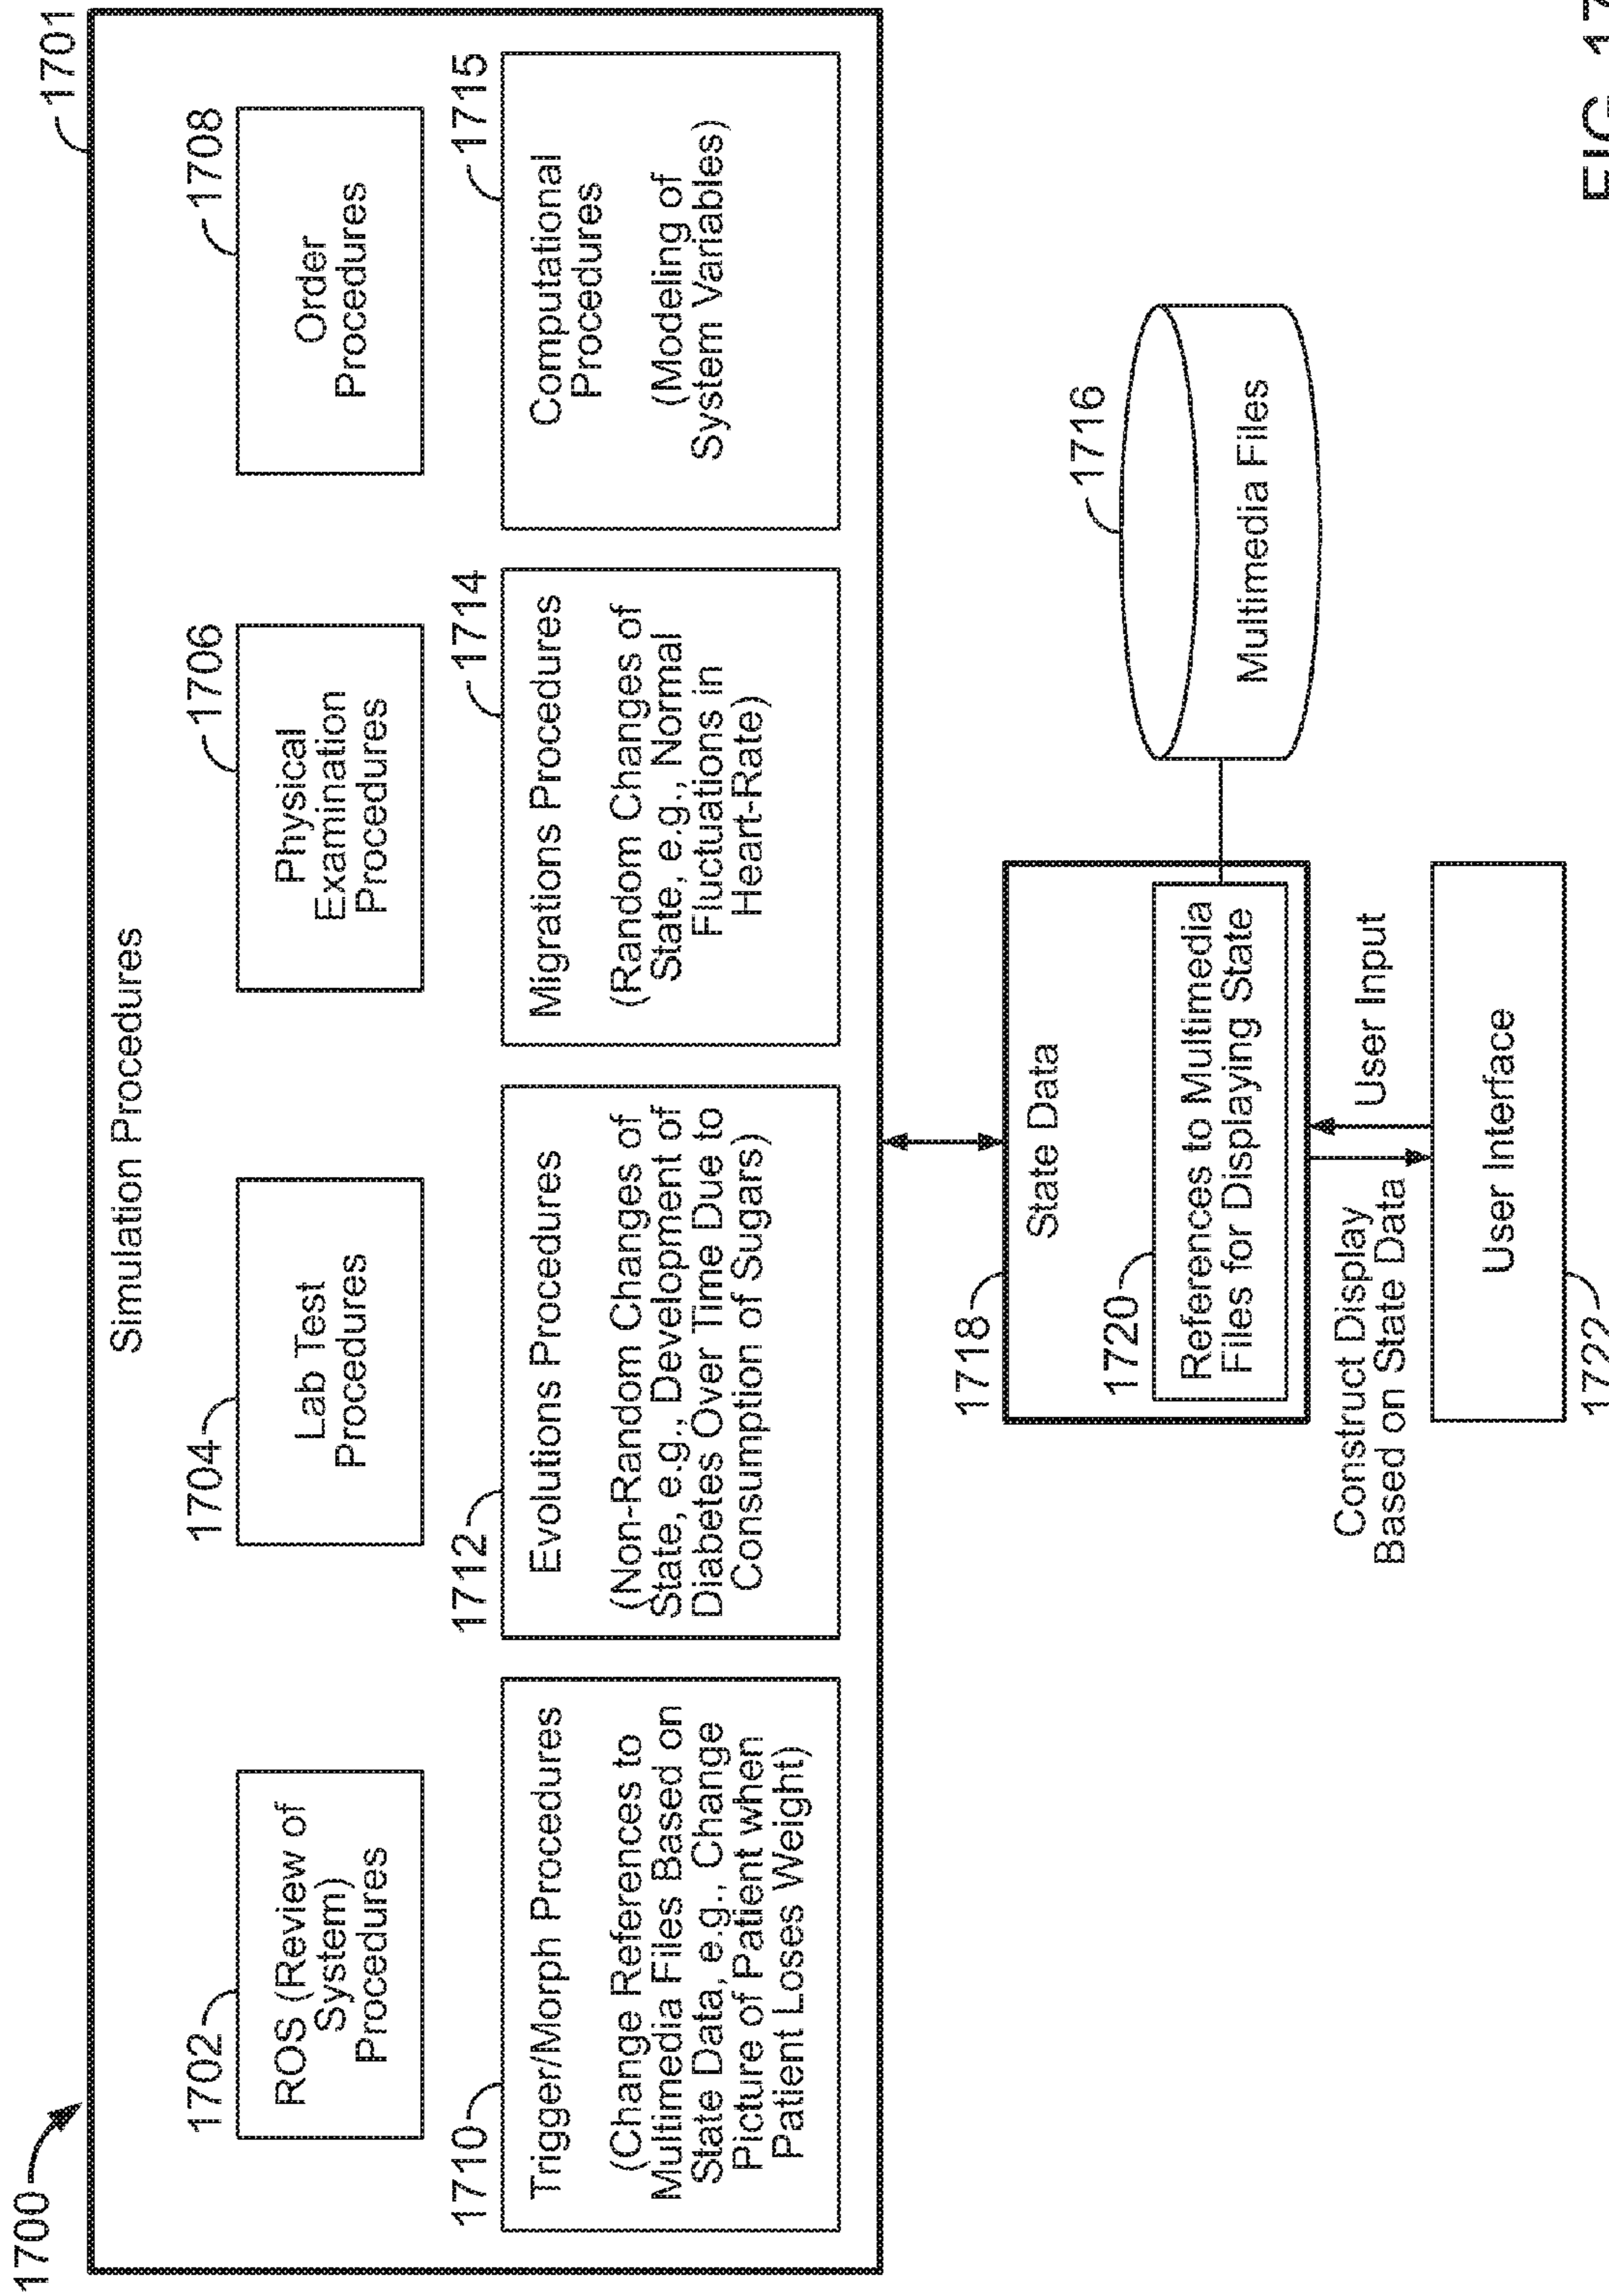 1700
1701
Simulation Procedures
1702
ROS (Review of
System)
Procedures
1704
Lab Test
Procedures
1706
Physical
Examination
Procedures
1708
Order
Procedures
1710
Trigger/Morph Procedures
(Change References to
Multimedia Files Based on
State Data, e.g., Change
Picture of Patient when
Patient Loses Weight)
1712
Evolutions Procedures
(Non-Random Changes of
State, e.g., Development of
Diabetes Over Time Due to
Consumption of Sugars)
1714
Migrations Procedures
(Random Changes of
State, e.g., Normal
Fluctuations in
Heart-Rate)
1715
Computational
Procedures
(Modeling of
System Variables)
1718
State Data
1720
References to Multimedia
Files for Displaying State
1716
Multimedia Files
Construct Display
Based on State Data
User Input
User Interface
1722
FIG. 17